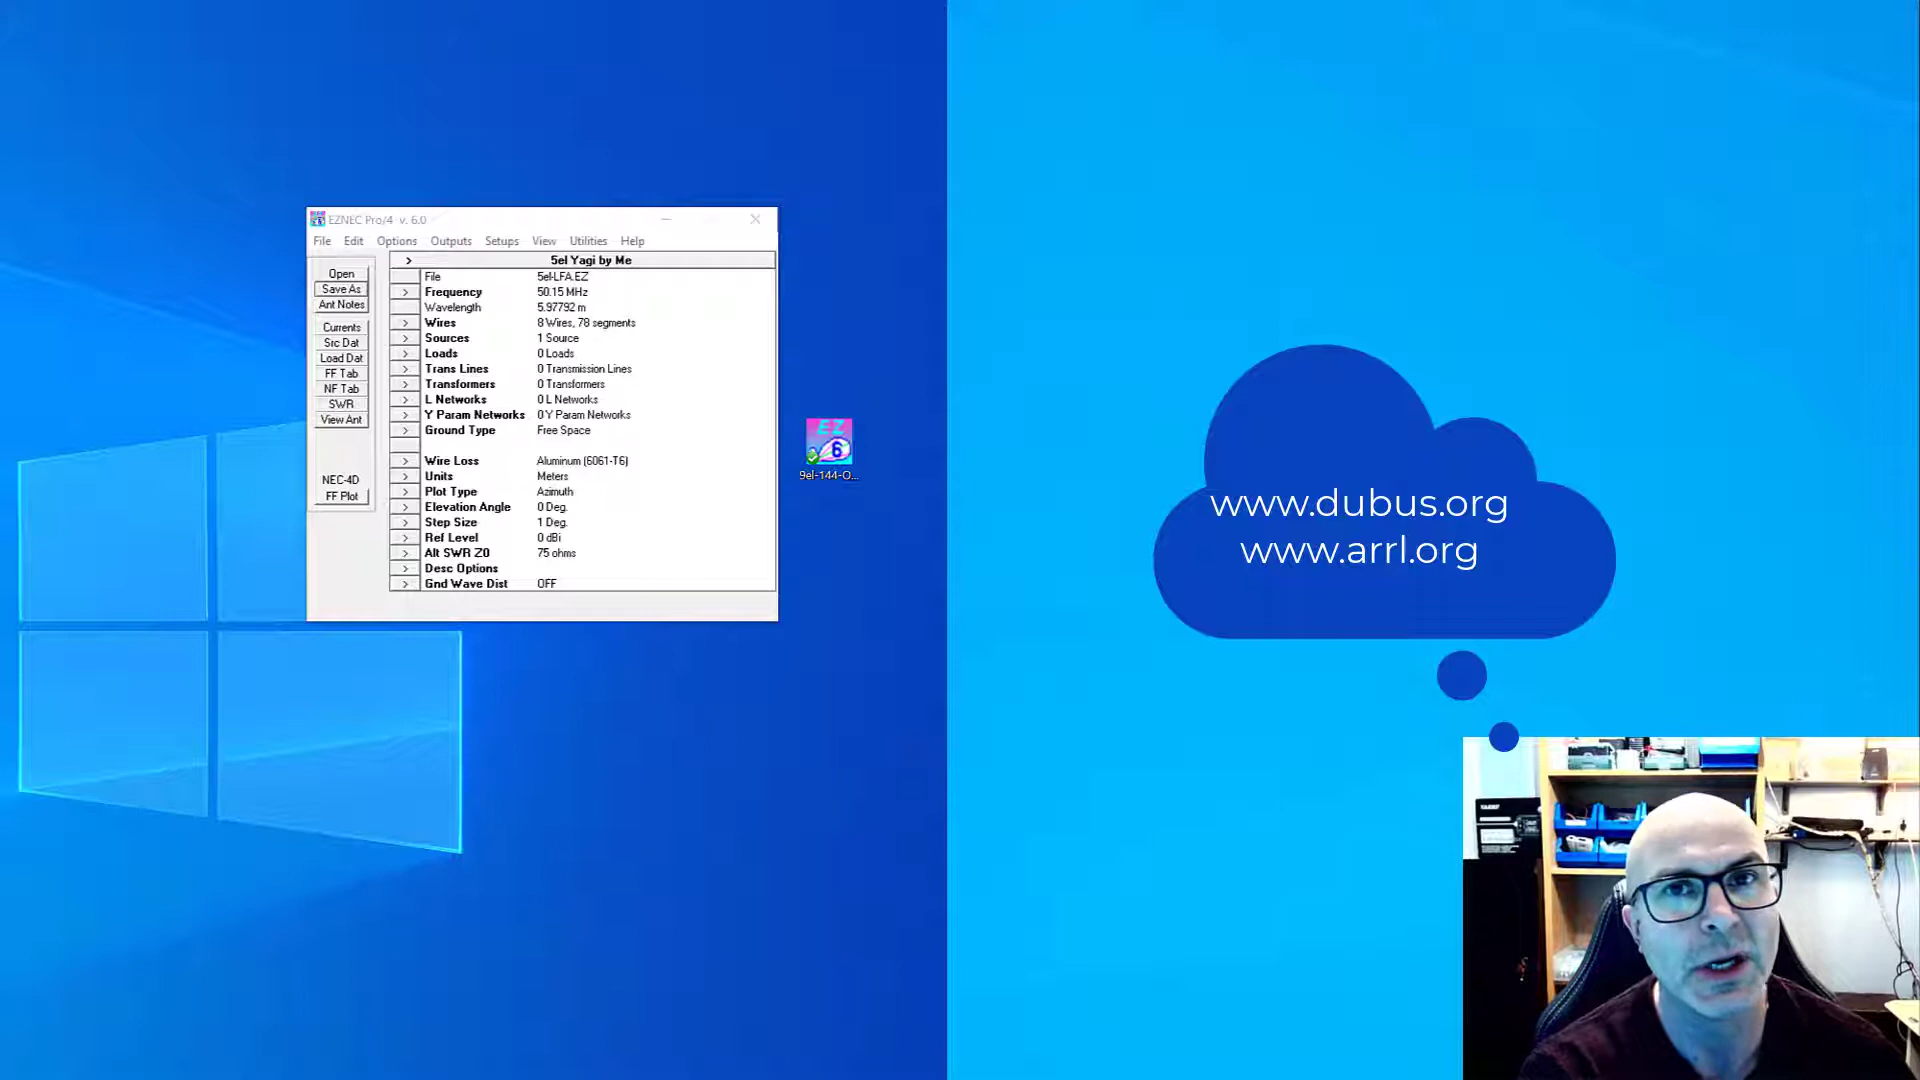 EZNEC Pro/4 v. 6.0
File Edit Options Outputs Setups View Utilities Help
> 5el Yagi by Me
Open
Save As
Ant Notes
Currents
Src Dat
Load Dat
FF Tab
NF Tab
SWR
View Ant
NEC-4D
FF Plot
File 5el-LFA.EZ
> Frequency 50.15 MHz
Wavelength 5.97792 m
> Wires 8 Wires, 78 segments
> Sources 1 Source
> Loads 0 Loads
> Trans Lines 0 Transmission Lines
> Transformers 0 Transformers
> L Networks 0 L Networks
> Y Param Networks 0 Y Param Networks
> Ground Type Free Space
> Wire Loss Aluminum (6061-T6)
> Units Meters
> Plot Type Azimuth
> Elevation Angle 0 Deg.
> Step Size 1 Deg.
> Ref Level 0 dBi
> Alt SWR Z0 75 ohms
> Desc Options
> Gnd Wave Dist OFF
EZ
6
9el-144-O...
www.dubus.org
www.arrl.org
YAESU